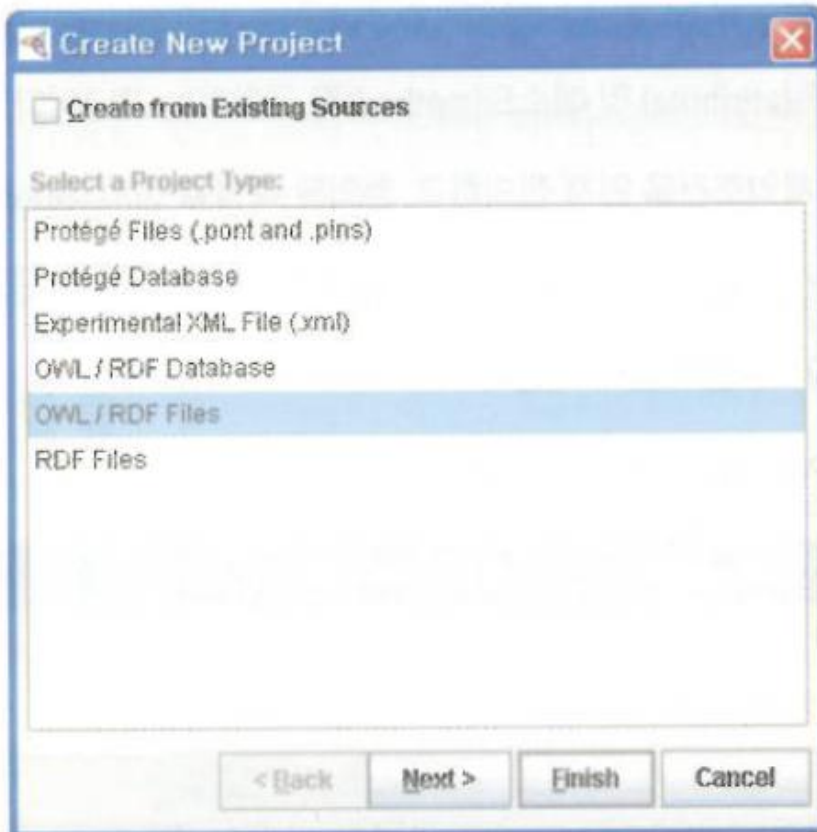 Create New Project
Create from Existing Sources
Select a Project Type:
Protégé Files (.pont and .pins)
Protégé Database
Experimental XML File (.xml)
OWL / RDF Database
OWL / RDF Files
RDF Files
< Back Next > Finish Cancel